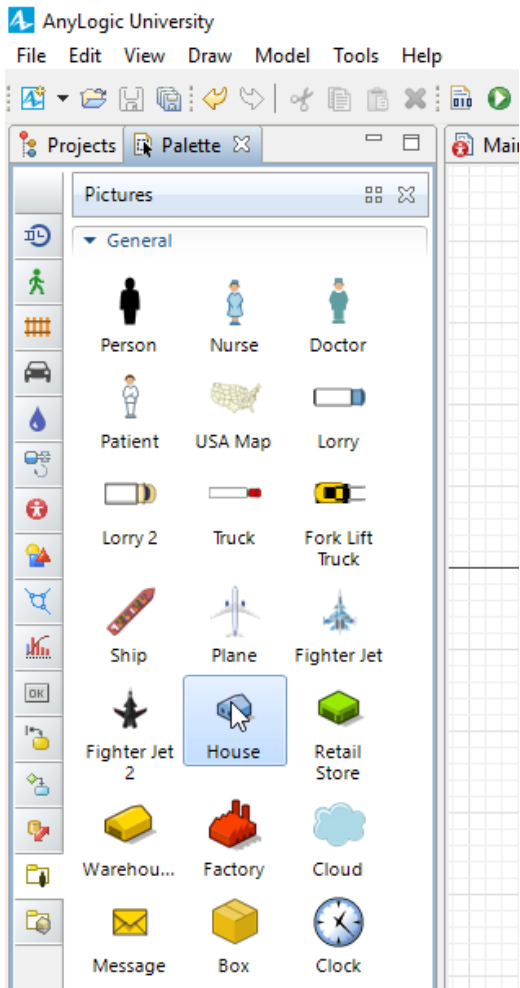 AnyLogic University
File Edit View Draw Model Tools Help
Projects Palette Main
Pictures
General
Person Nurse Doctor
Patient USA Map Lorry
Lorry 2 Truck Fork Lift
Truck
Ship Plane Fighter Jet
Fighter Jet House Retail
2 Store
Warehou... Factory Cloud
OK
Message Box Clock